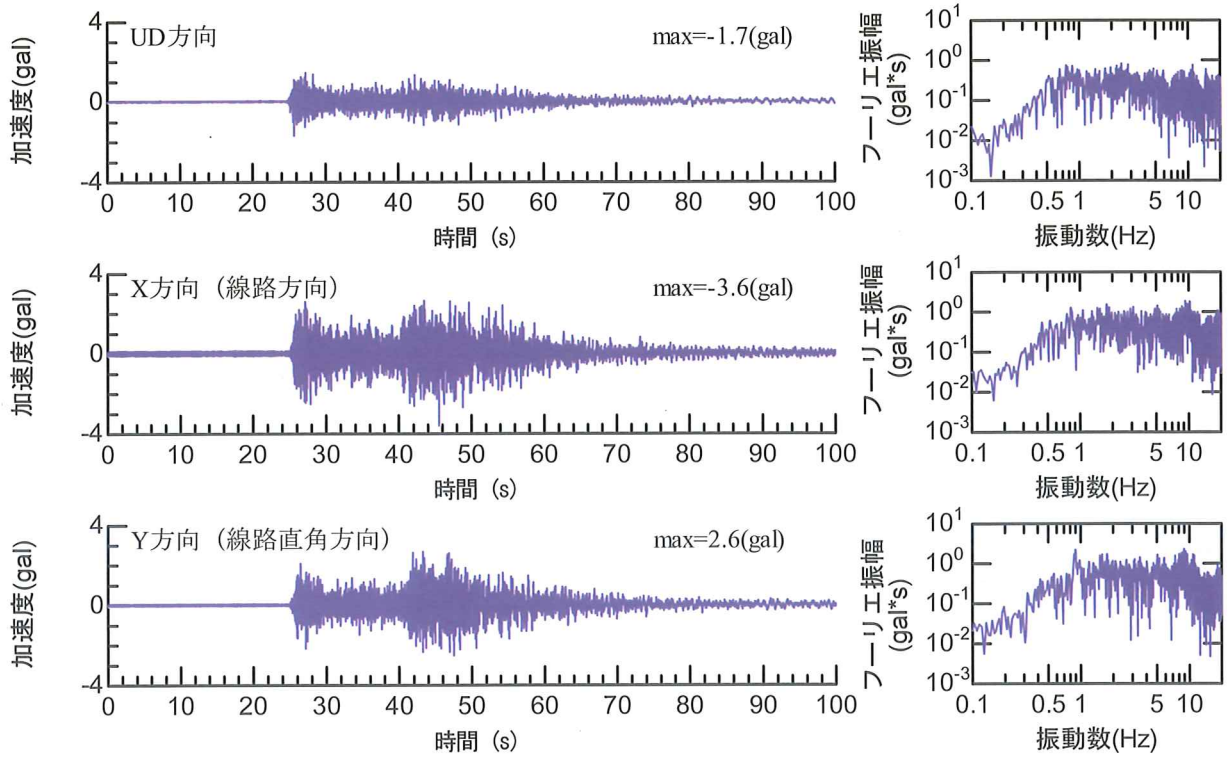 加速度(gal)
4
0
-4
UD方向
max=-1.7(gal)
0 10 20 30 40 50 60 70 80 90 100
時間 (s)
フーリエ振幅
(gal*s)
10¹
10⁰
10⁻¹
10⁻²
10⁻³
0.1 0.5 1 5 10
振動数(Hz)
加速度(gal)
4
0
-4
X方向（線路方向）
max=-3.6(gal)
0 10 20 30 40 50 60 70 80 90 100
時間 (s)
フーリエ振幅
(gal*s)
10¹
10⁰
10⁻¹
10⁻²
10⁻³
0.1 0.5 1 5 10
振動数(Hz)
加速度(gal)
4
0
-4
Y方向（線路直角方向）
max=2.6(gal)
0 10 20 30 40 50 60 70 80 90 100
時間 (s)
フーリエ振幅
(gal*s)
10¹
10⁰
10⁻¹
10⁻²
10⁻³
0.1 0.5 1 5 10
振動数(Hz)